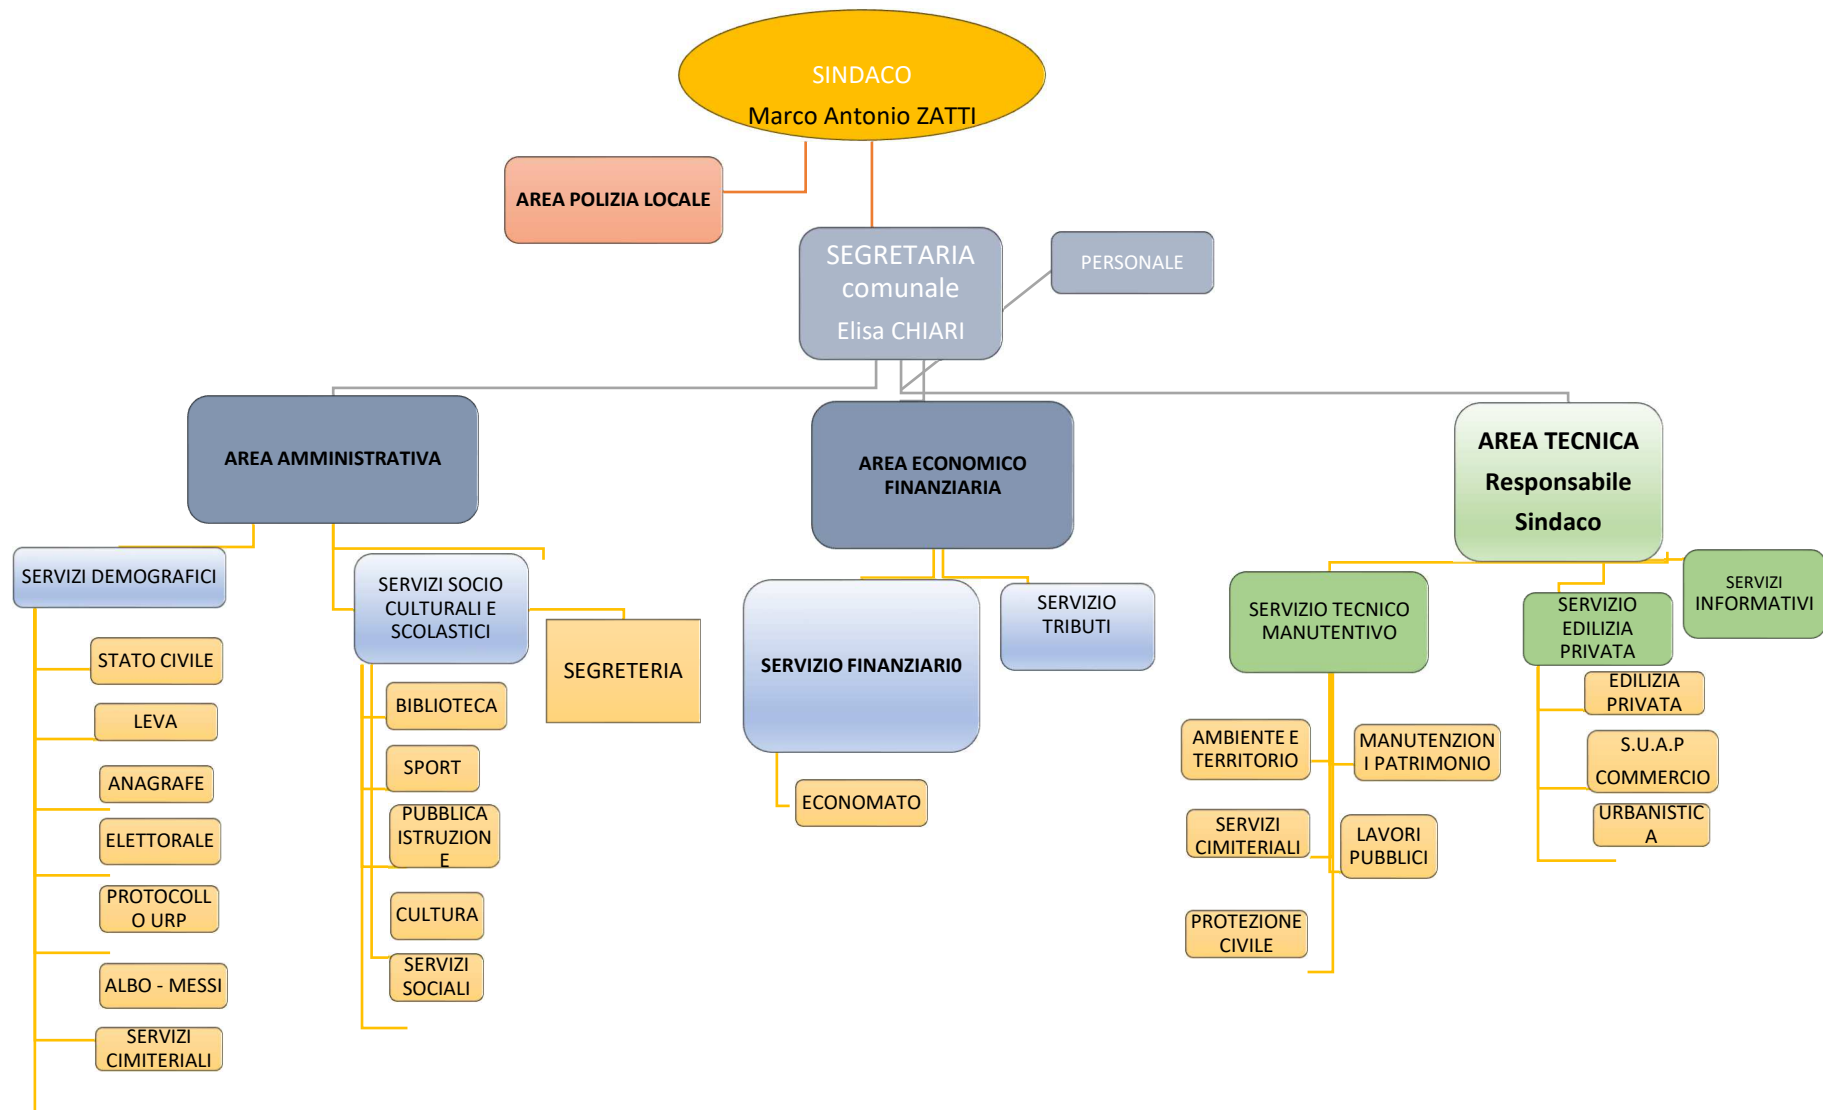 SINDACO
Marco Antonio ZATTI
AREA POLIZIA LOCALE
SEGRETARIA
comunale
Elisa CHIARI
PERSONALE
AREA AMMINISTRATIVA
AREA ECONOMICO
FINANZIARIA
AREA TECNICA
Responsabile
Sindaco
SERVIZI DEMOGRAFICI
STATO CIVILE
LEVA
ANAGRAFE
ELETTORALE
PROTOCOLL
O URP
ALBO - MESSI
SERVIZI
CIMITERIALI
SERVIZI SOCIO
CULTURALI E
SCOLASTICI
BIBLIOTECA
SPORT
PUBBLICA
ISTRUZION
E
CULTURA
SERVIZI
SOCIALI
SEGRETERIA
SERVIZIO FINANZIARI0
ECONOMATO
SERVIZIO
TRIBUTI
SERVIZIO TECNICO
MANUTENTIVO
AMBIENTE E
TERRITORIO
MANUTENZION
I PATRIMONIO
SERVIZI
CIMITERIALI
LAVORI
PUBBLICI
PROTEZIONE
CIVILE
SERVIZIO
EDILIZIA
PRIVATA
EDILIZIA
PRIVATA
S.U.A.P
COMMERCIO
URBANISTIC
A
SERVIZI
INFORMATIVI